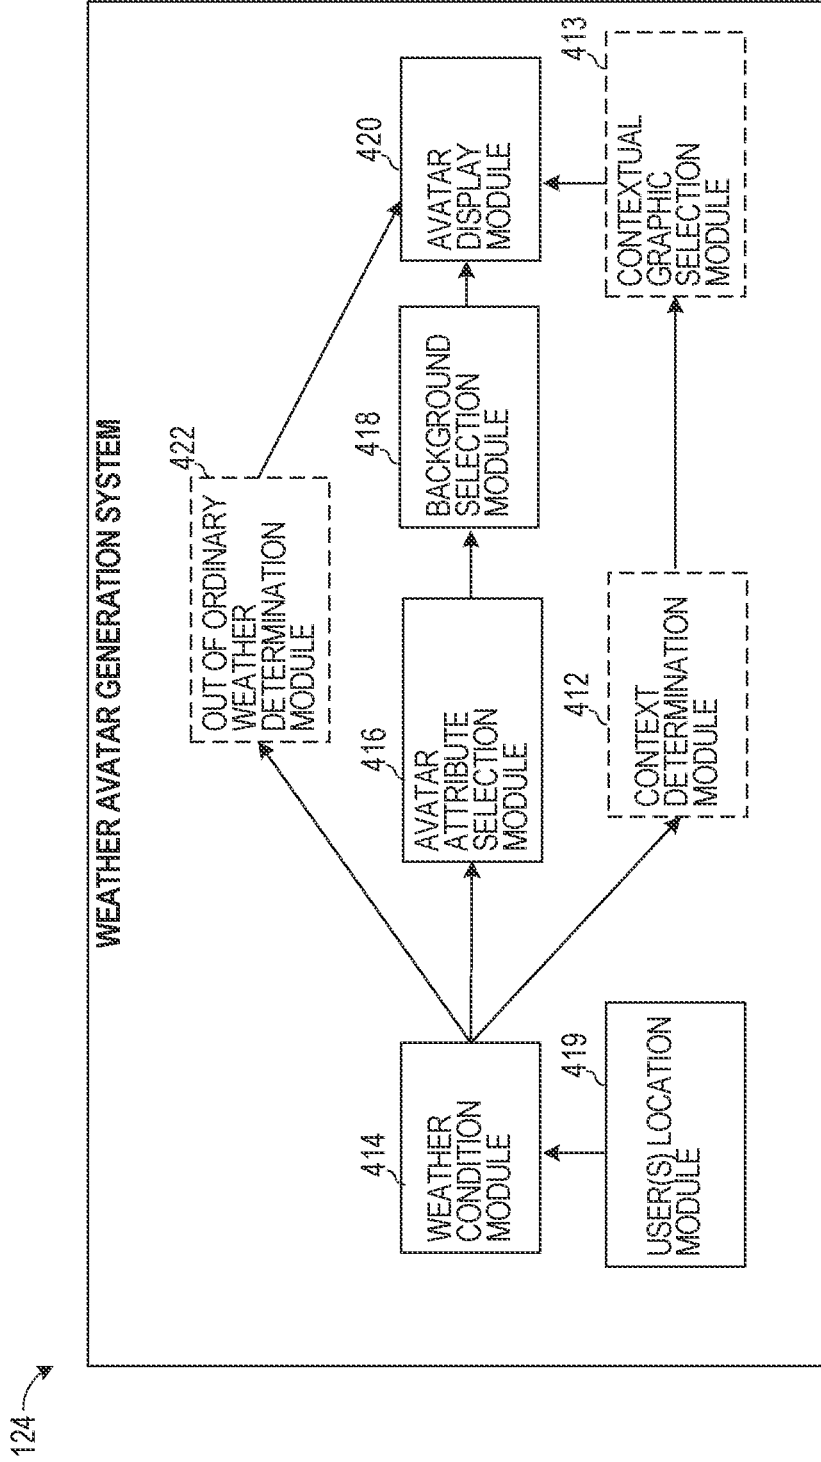 124
WEATHER AVATAR GENERATION SYSTEM
422
OUT OF ORDINARY
WEATHER
DETERMINATION
MODULE
414
WEATHER
CONDITION
MODULE
416
AVATAR
ATTRIBUTE
SELECTION
MODULE
418
BACKGROUND
SELECTION
MODULE
420
AVATAR
DISPLAY
MODULE
419
USER(S) LOCATION
MODULE
412
CONTEXT
DETERMINATION
MODULE
413
CONTEXTUAL
GRAPHIC
SELECTION
MODULE